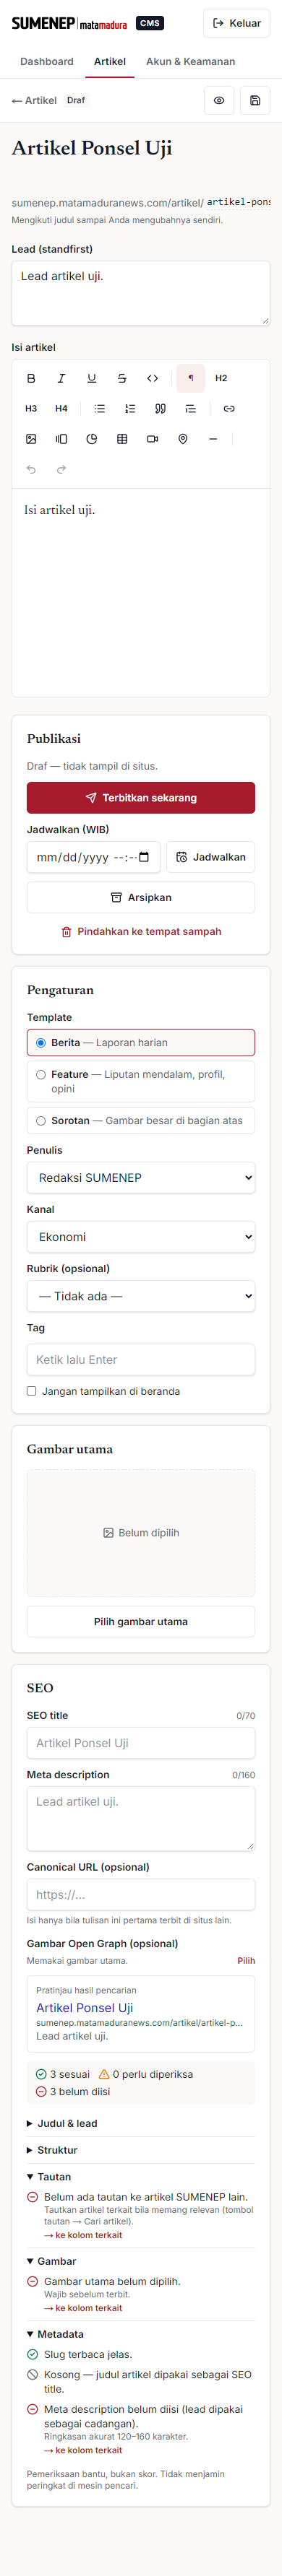 SUMENEP matamadura CMS Keluar
Dashboard Artikel Akun & Keamanan
← Artikel Draf
Artikel Ponsel Uji
sumenep.matamaduranews.com/artikel/ artikel-pons
Mengikuti judul sampai Anda mengubahnya sendiri.
Lead (standfirst)
Lead artikel uji.
Isi artikel
B I U S <> ¶ H2
H3 H4
Isi artikel uji.
Publikasi
Draf — tidak tampil di situs.
Terbitkan sekarang
Jadwalkan (WIB)
mm/dd/yyyy --:-- Jadwalkan
Arsipkan
Pindahkan ke tempat sampah
Pengaturan
Template
Berita — Laporan harian
Feature — Liputan mendalam, profil,
opini
Sorotan — Gambar besar di bagian atas
Penulis
Redaksi SUMENEP
Kanal
Ekonomi
Rubrik (opsional)
— Tidak ada —
Tag
Ketik lalu Enter
Jangan tampilkan di beranda
Gambar utama
Belum dipilih
Pilih gambar utama
SEO
SEO title 0/70
Artikel Ponsel Uji
Meta description 0/160
Lead artikel uji.
Canonical URL (opsional)
https://...
Isi hanya bila tulisan ini pertama terbit di situs lain.
Gambar Open Graph (opsional)
Memakai gambar utama. Pilih
Pratinjau hasil pencarian
Artikel Ponsel Uji
sumenep.matamaduranews.com/artikel/artikel-p...
Lead artikel uji.
3 sesuai 0 perlu diperiksa
3 belum diisi
Judul & lead
Struktur
Tautan
Belum ada tautan ke artikel SUMENEP lain.
Tautkan artikel terkait bila memang relevan (tombol
tautan → Cari artikel).
→ ke kolom terkait
Gambar
Gambar utama belum dipilih.
Wajib sebelum terbit.
→ ke kolom terkait
Metadata
Slug terbaca jelas.
Kosong — judul artikel dipakai sebagai SEO
title.
Meta description belum diisi (lead dipakai
sebagai cadangan).
Ringkasan akurat 120–160 karakter.
→ ke kolom terkait
Pemeriksaan bantu, bukan skor. Tidak menjamin
peringkat di mesin pencari.